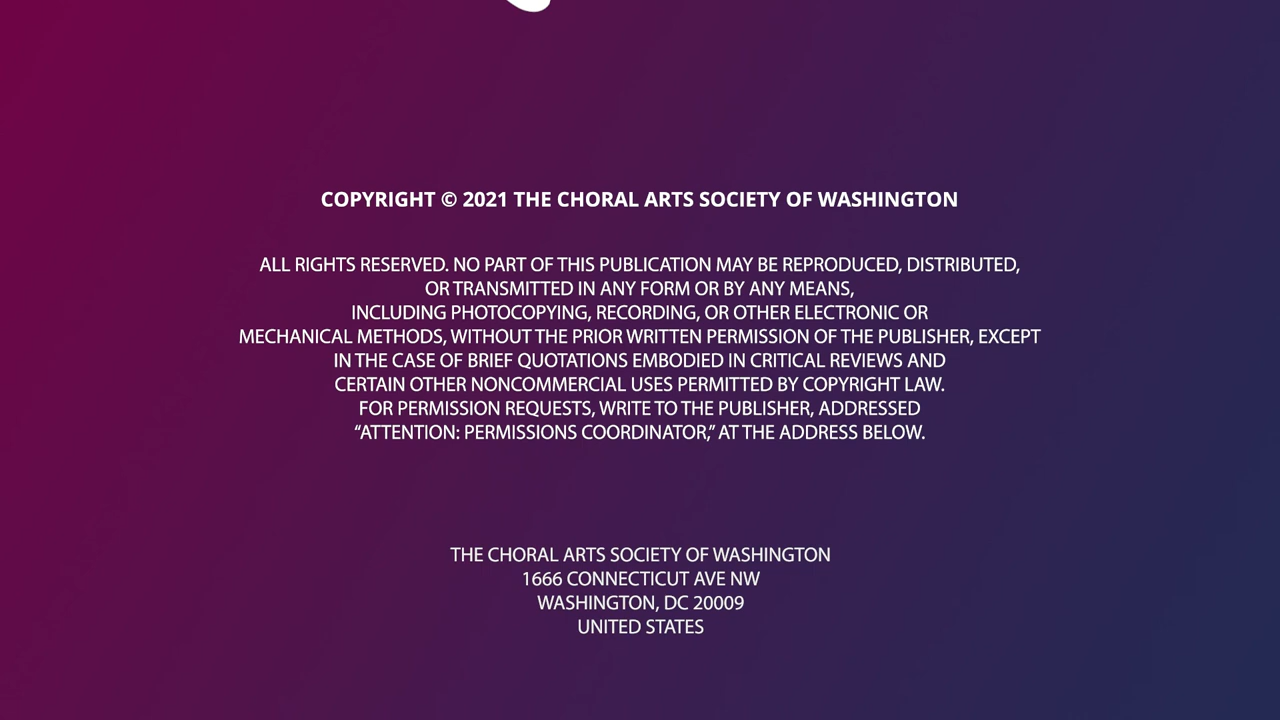 COPYRIGHT © 2021 THE CHORAL ARTS SOCIETY OF WASHINGTON
ALL RIGHTS RESERVED. NO PART OF THIS PUBLICATION MAY BE REPRODUCED, DISTRIBUTED,
OR TRANSMITTED IN ANY FORM OR BY ANY MEANS,
INCLUDING PHOTOCOPYING, RECORDING, OR OTHER ELECTRONIC OR
MECHANICAL METHODS, WITHOUT THE PRIOR WRITTEN PERMISSION OF THE PUBLISHER, EXCEPT
IN THE CASE OF BRIEF QUOTATIONS EMBODIED IN CRITICAL REVIEWS AND
CERTAIN OTHER NONCOMMERCIAL USES PERMITTED BY COPYRIGHT LAW.
FOR PERMISSION REQUESTS, WRITE TO THE PUBLISHER, ADDRESSED
“ATTENTION: PERMISSIONS COORDINATOR,” AT THE ADDRESS BELOW.
THE CHORAL ARTS SOCIETY OF WASHINGTON
1666 CONNECTICUT AVE NW
WASHINGTON, DC 20009
UNITED STATES